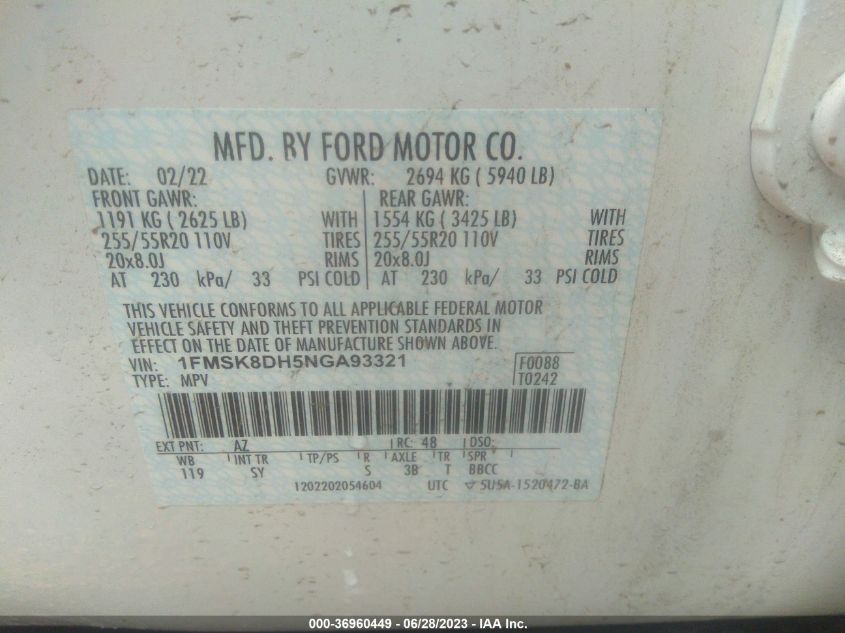 MFD. BY FORD MOTOR CO.
DATE: 02/22 GVWR: 2694 KG ( 5940 LB)
FRONT GAWR: REAR GAWR:
1191 KG ( 2625 LB) WITH 1554 KG ( 3425 LB) WITH
255/55R20 110V TIRES 255/55R20 110V TIRES
20x8.0J RIMS 20x8.0J RIMS
AT 230 kPa/ 33 PSI COLD AT 230 kPa/ 33 PSI COLD
THIS VEHICLE CONFORMS TO ALL APPLICABLE FEDERAL MOTOR
VEHICLE SAFETY AND THEFT PREVENTION STANDARDS IN
EFFECT ON THE DATE OF MANUFACTURE SHOWN ABOVE.
VIN: 1FMSK8DH5NGA93321 F0088
TYPE: MPV T0242
EXT PNT: AZ RC: 48 DSO:
WB INT TR TP/PS R AXLE TR SPR
119 SY S 3B T BBCC
1202202054604 UTC ▽ 5U5A-1520472-BA
000-36960449 - 06/28/2023 - IAA Inc.